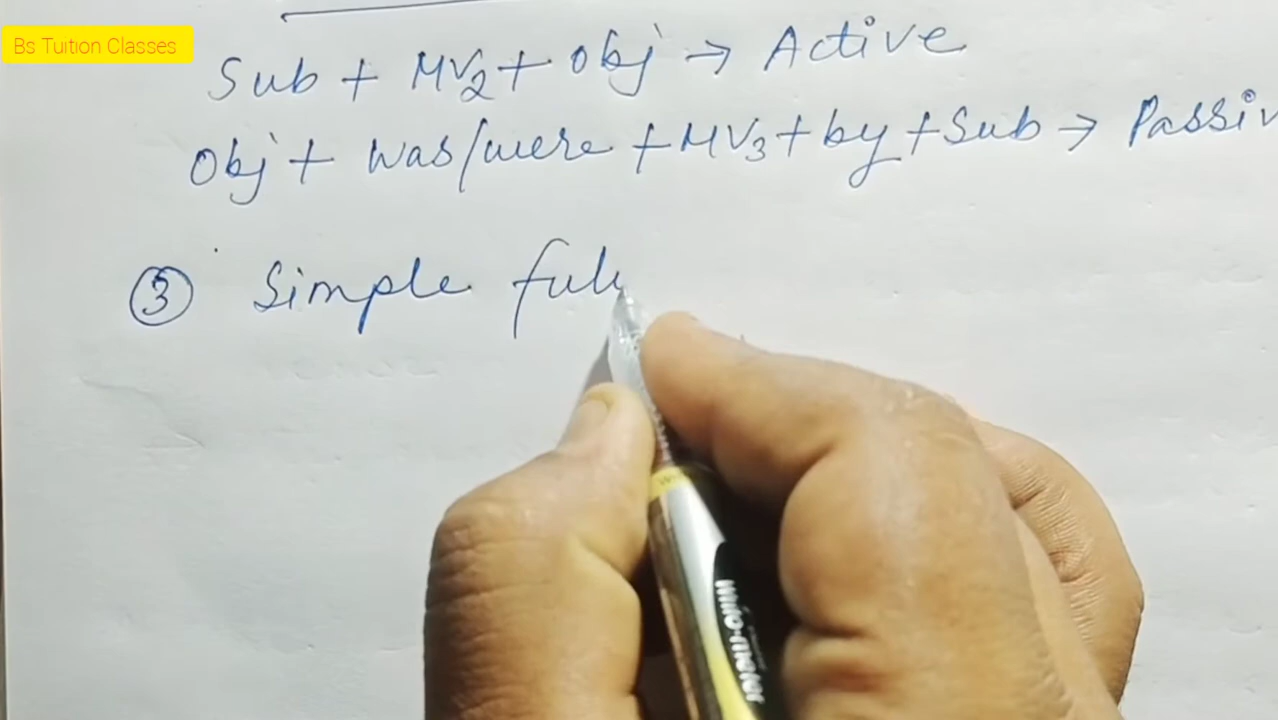 Bs Tuition Classes
Sub + MV2 + Obj → Active
Obj + was/were + MV3 + by + Sub → Passiv
③ Simple fut